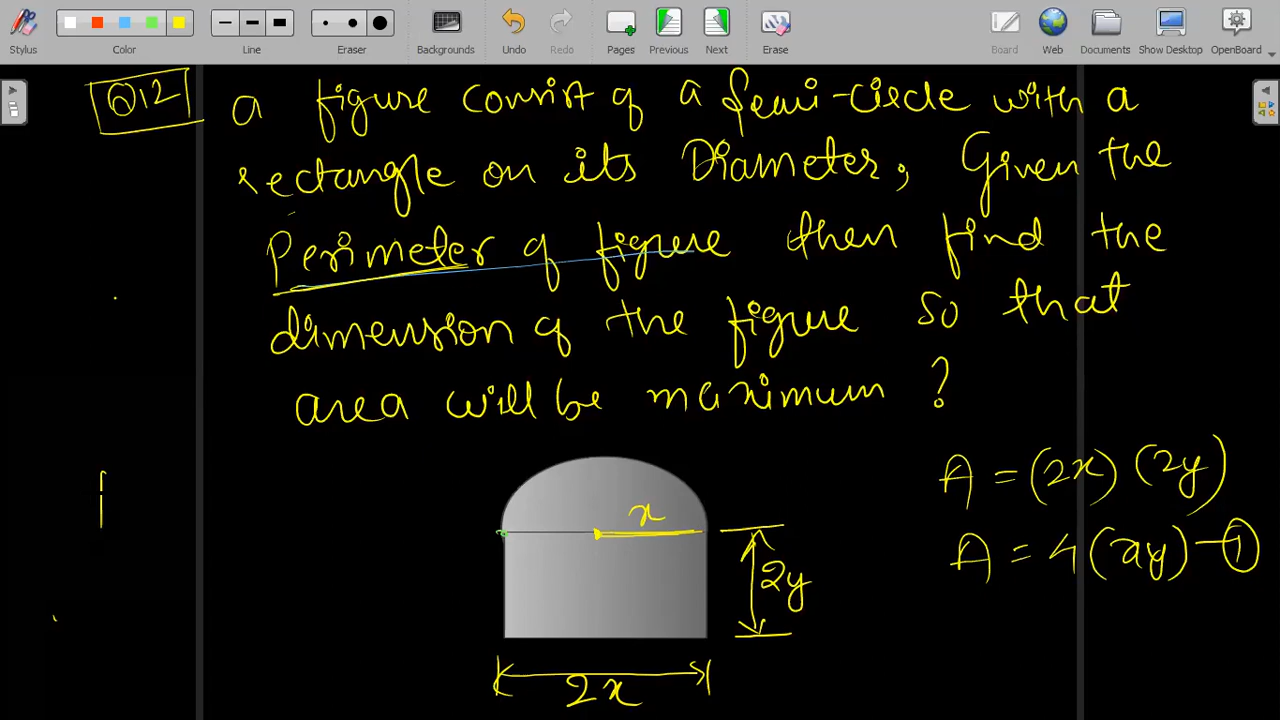 Stylus
Color
Line
Eraser
Backgrounds
Undo
Redo
Pages
Previous
Next
Erase
Board
Web
Documents
Show Desktop
OpenBoard
Q.12
a figure consist of a Semi-circle with a
rectangle on its Diameter, Given the
Perimeter of figure then find the
dimension of the figure so that
area will be maximum ?
A = (2x) (2y)
A = 4(xy) - 1
x
2y
2x